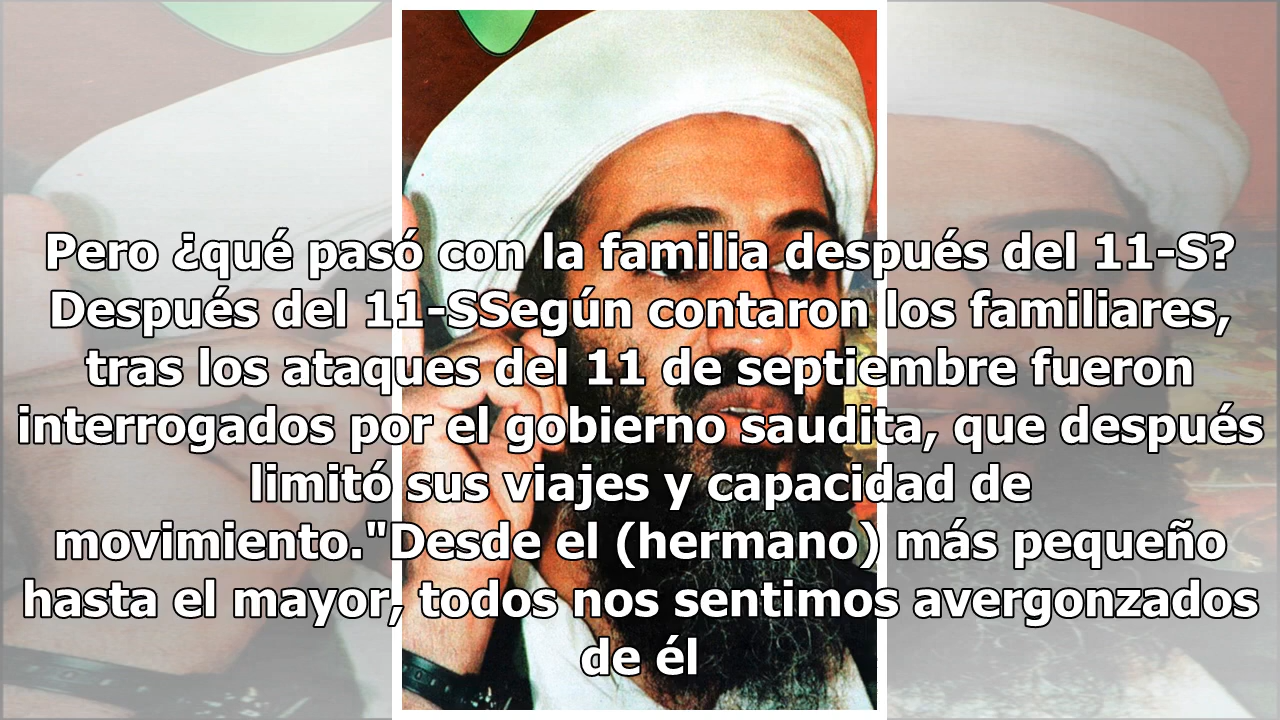 Pero ¿qué pasó con la familia después del 11-S?
Después del 11-SSegún contaron los familiares,
tras los ataques del 11 de septiembre fueron
interrogados por el gobierno saudita, que después
limitó sus viajes y capacidad de
movimiento."Desde el (hermano) más pequeño
hasta el mayor, todos nos sentimos avergonzados
de él